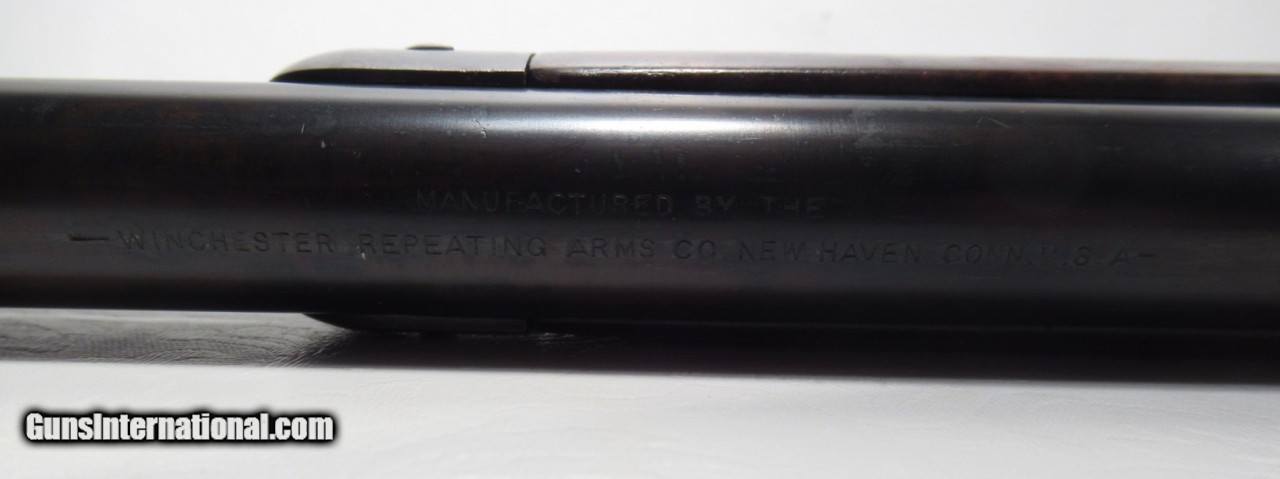 MANUFACTURED BY THE
—WINCHESTER REPEATING ARMS CO. NEW HAVEN CONN. U.S.A—
GunsInternational.com